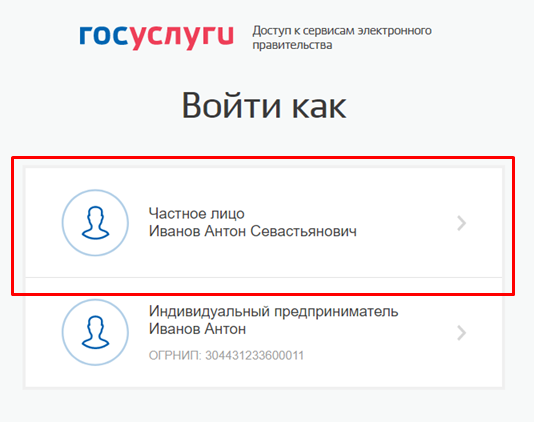 госуслуги
Доступ к сервисам электронного
правительства
Войти как
Частное лицо
Иванов Антон Севастьянович
Индивидуальный предприниматель
Иванов Антон
ОГРНИП: 304431233600011